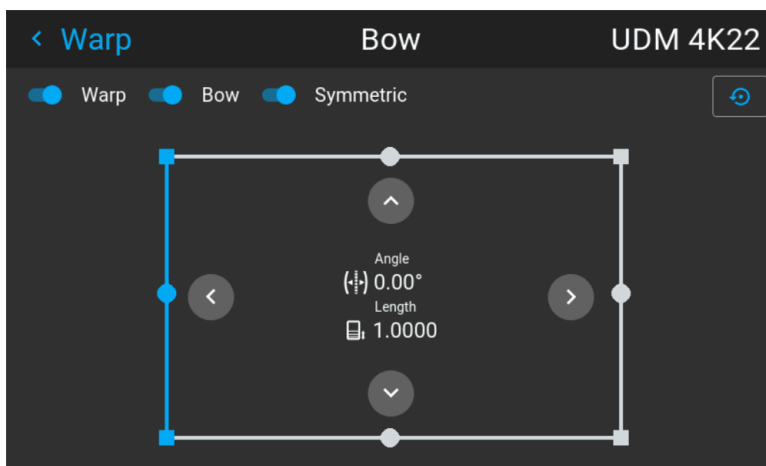 Warp Bow UDM 4K22
Warp Bow Symmetric
Angle
0.00°
Length
1.0000